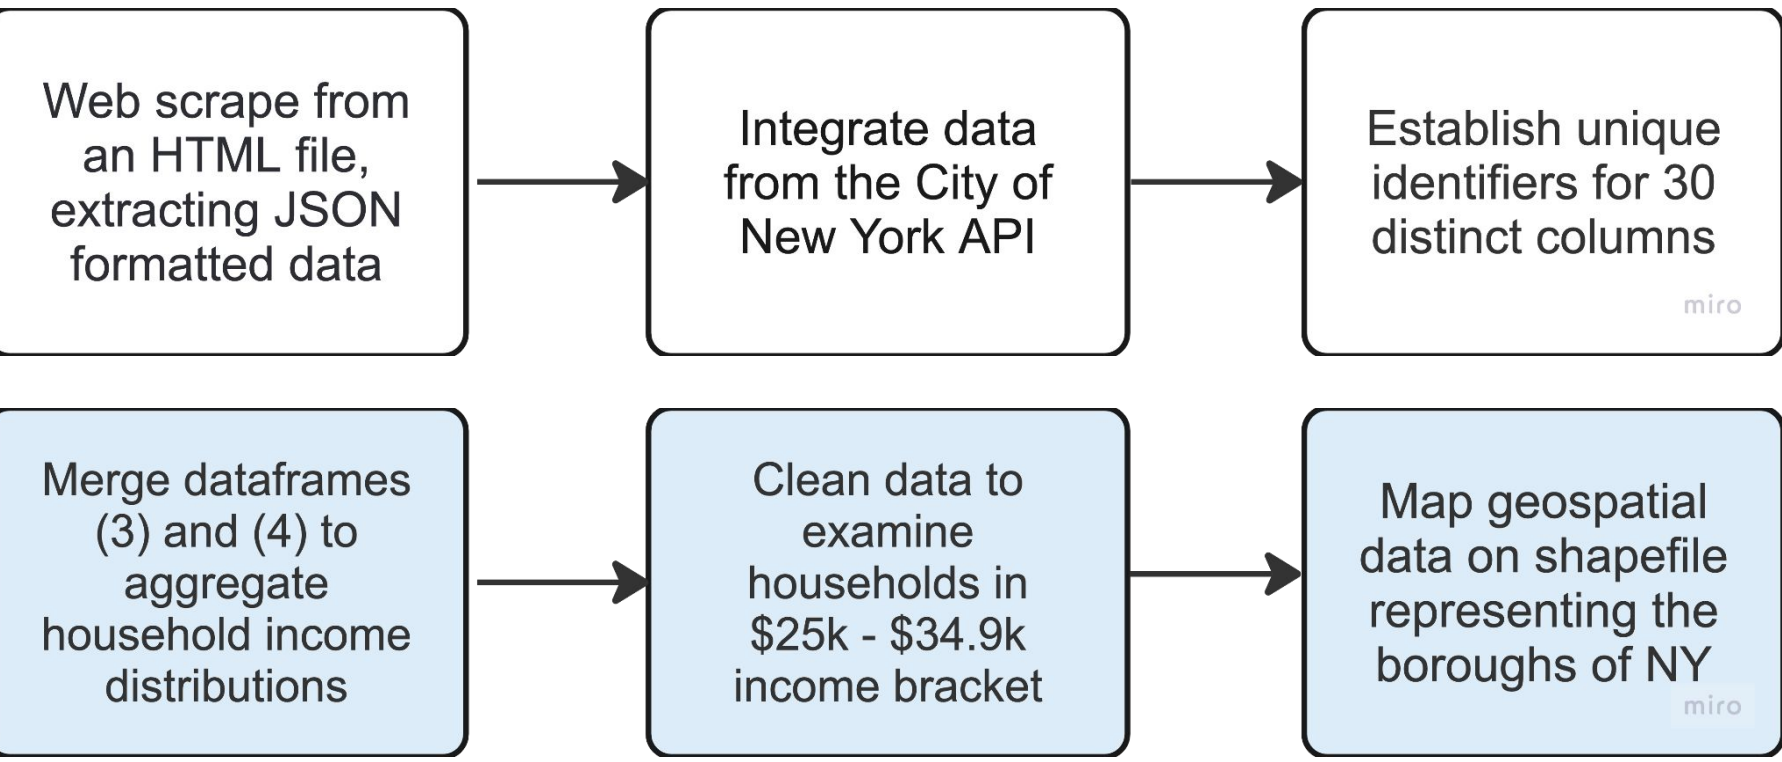 Web scrape from
an HTML file,
extracting JSON
formatted data
Integrate data
from the City of
New York API
Establish unique
identifiers for 30
distinct columns
miro
Merge dataframes
(3) and (4) to
aggregate
household income
distributions
Clean data to
examine
households in
$25k - $34.9k
income bracket
Map geospatial
data on shapefile
representing the
boroughs of NY
miro